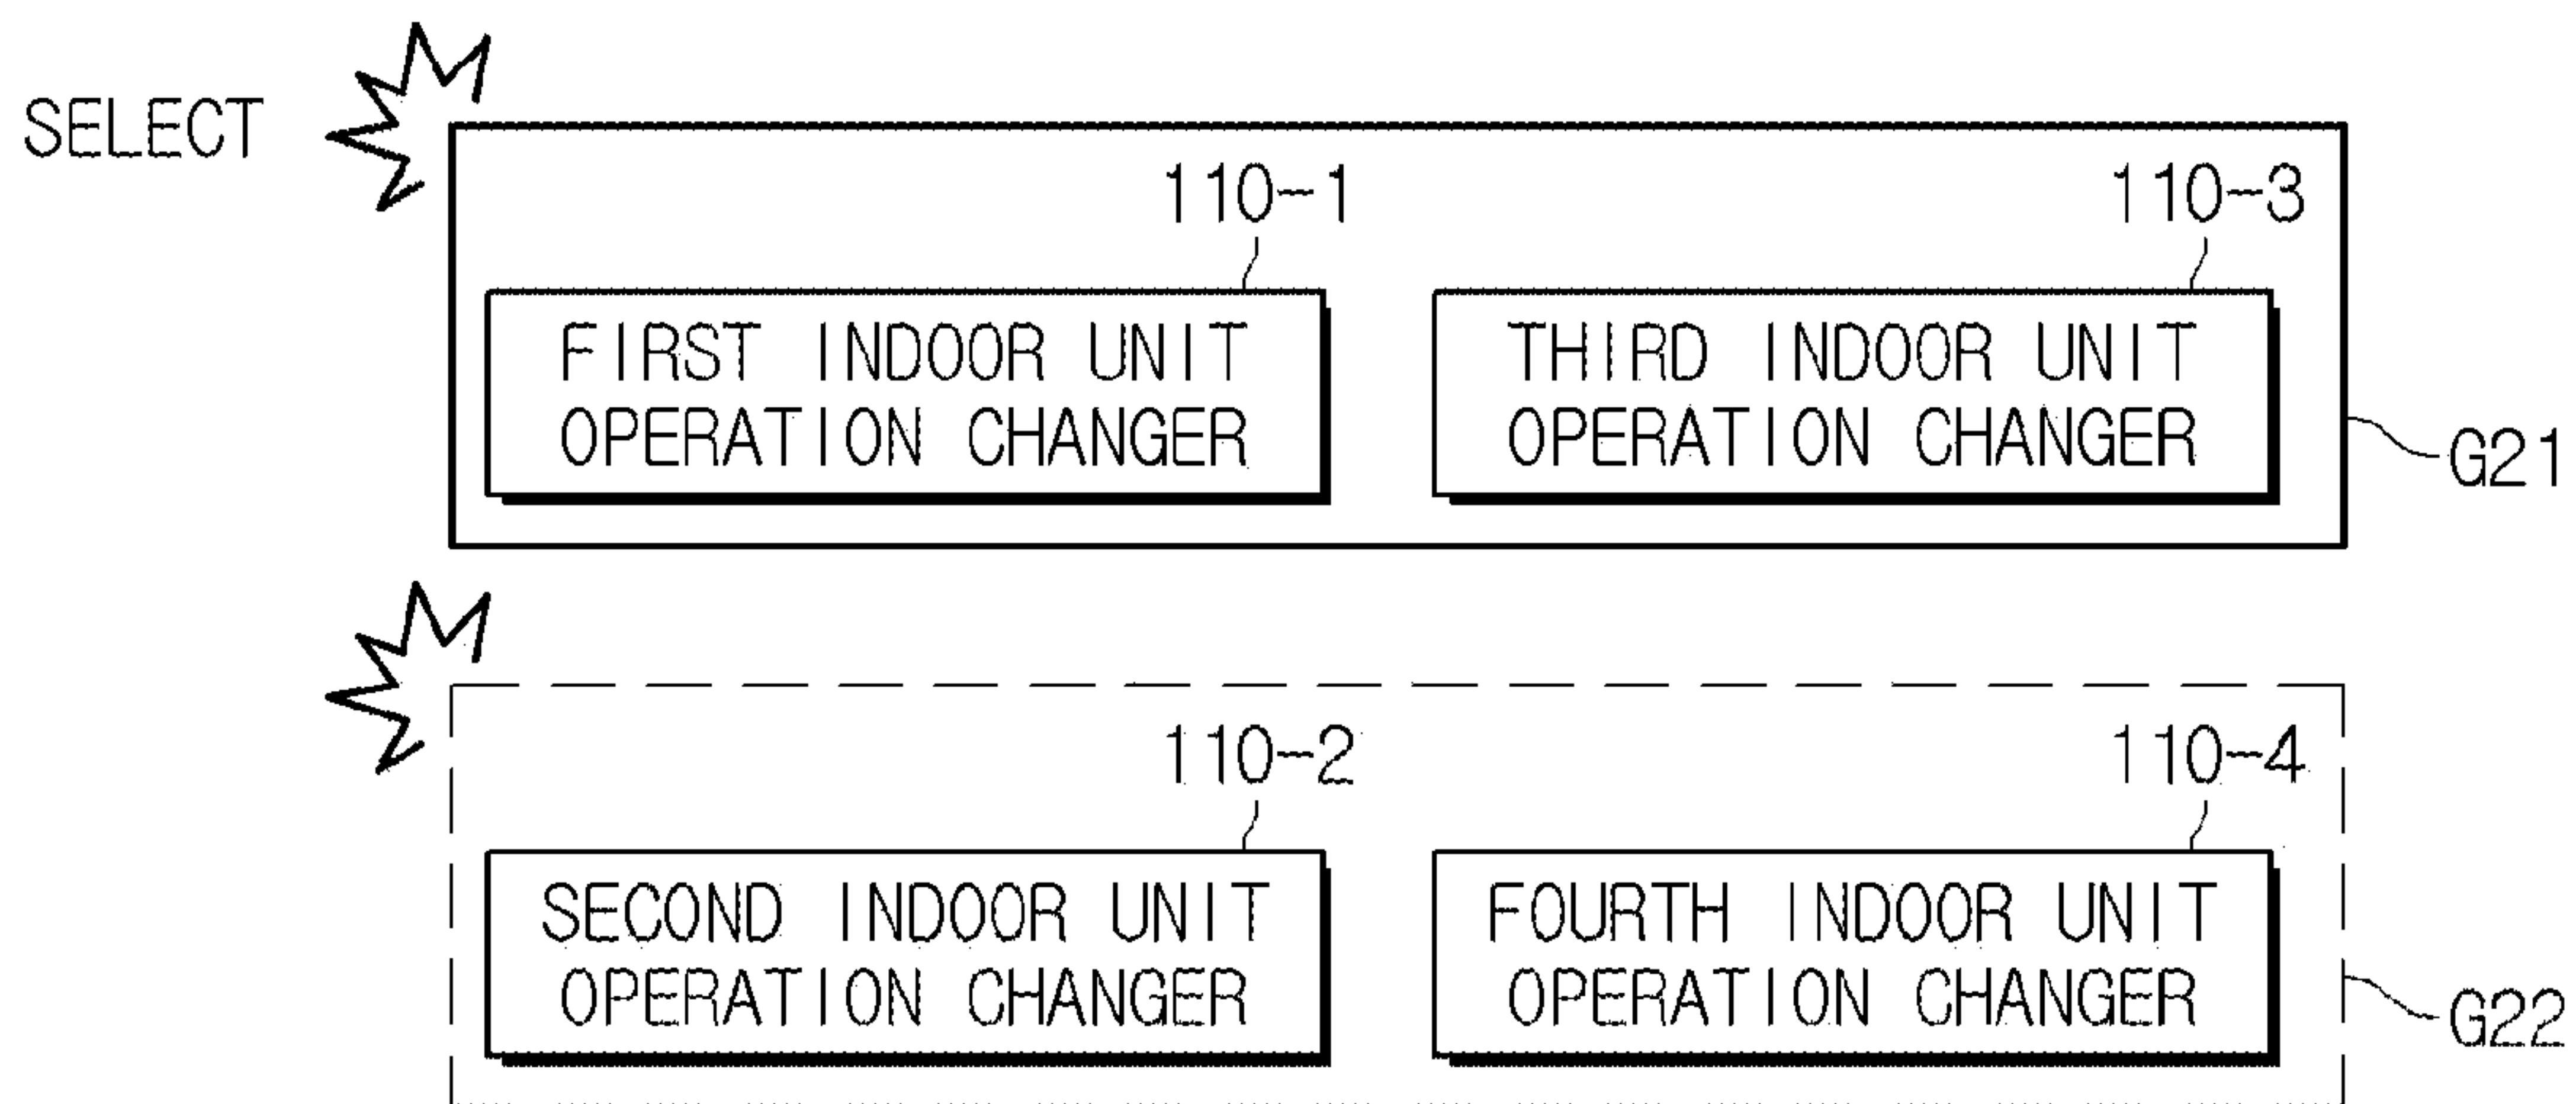 SELECT
110-1
110-3
FIRST INDOOR UNIT
OPERATION CHANGER
THIRD INDOOR UNIT
OPERATION CHANGER
G21
110-2
110-4
SECOND INDOOR UNIT
OPERATION CHANGER
FOURTH INDOOR UNIT
OPERATION CHANGER
G22